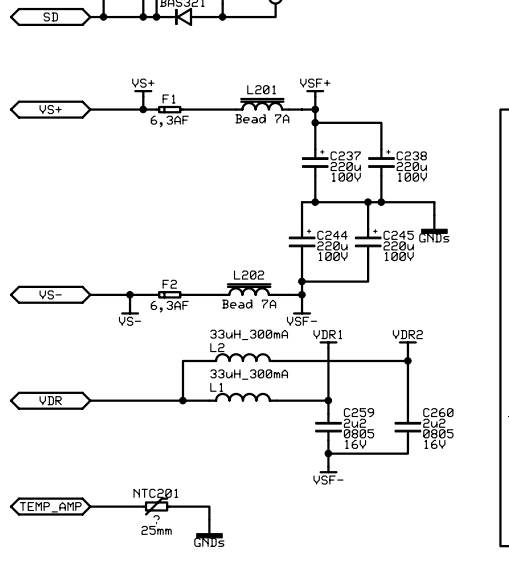 BAS321
SD
VS+
VSF+
L201
F1
VS+
6,3AF
Bead 7A
C237
220u
100V
C238
220u
100V
C244
220u
100V
C245
220u
100V
GNDs
L202
F2
VS-
6,3AF
Bead 7A
VS-
VSF-
33uH_300mA
L2
VDR1
VDR2
33uH_300mA
L1
VDR
C259
2u2
0805
16V
C260
2u2
0805
16V
VSF-
NTC201
TEMP_AMP
?
25mm
GNDs